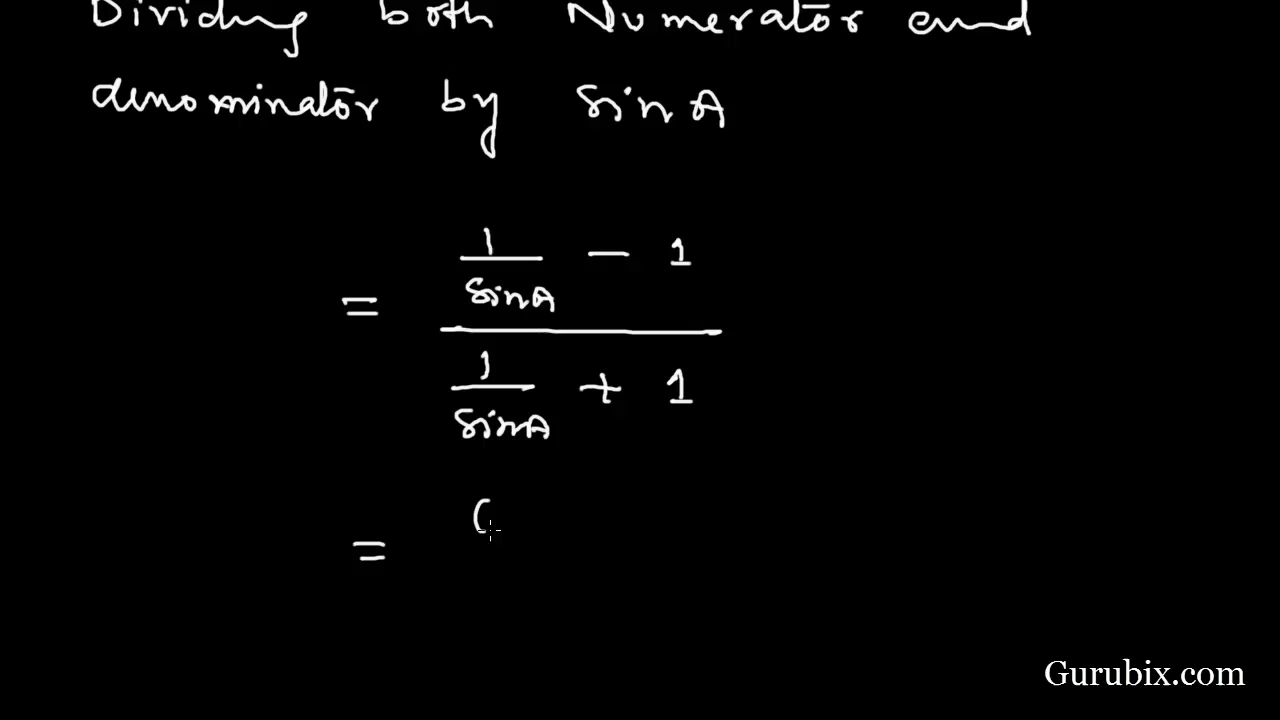 Dividing both Numerator and
denominator by sinA
1 - 1
sinA
=
1 + 1
sinA
= (
Gurubix.com